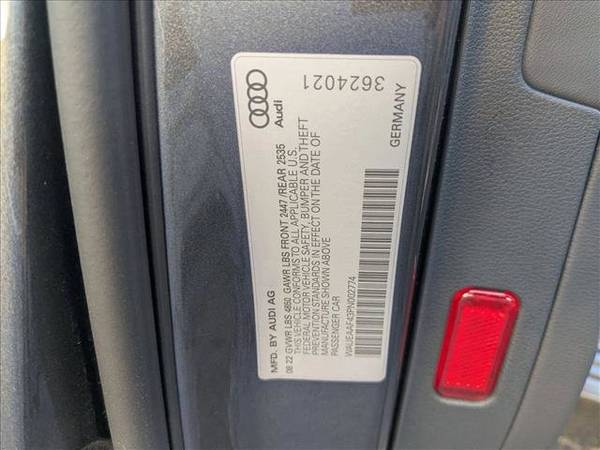 Audi
3624021
GERMANY
MFD. BY AUDI AG
08 22 GVWR LBS 4850 GAWR LBS FRONT 2447 /REAR 2535
THIS VEHICLE CONFORMS TO ALL APPLICABLE U.S.
FEDERAL MOTOR VEHICLE SAFETY, BUMPER AND THEFT
PREVENTION STANDARDS IN EFFECT ON THE DATE OF
MANUFACTURE SHOWN ABOVE
PASSENGER CAR
WAUEAAF43PN002774